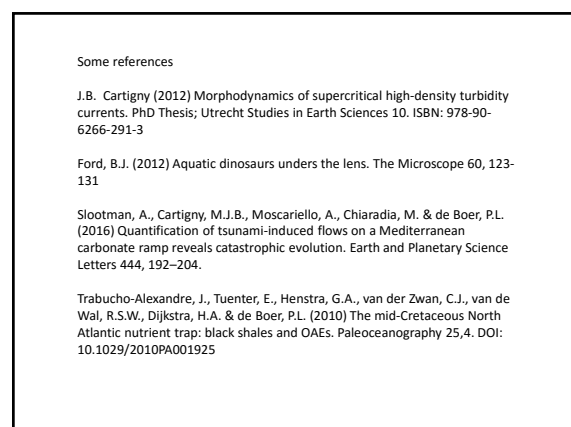 Some references
J.B. Cartigny (2012) Morphodynamics of supercritical high-density turbidity
currents. PhD Thesis; Utrecht Studies in Earth Sciences 10. ISBN: 978-90-
6266-291-3
Ford, B.J. (2012) Aquatic dinosaurs unders the lens. The Microscope 60, 123-
131
Slootman, A., Cartigny, M.J.B., Moscariello, A., Chiaradia, M. & de Boer, P.L.
(2016) Quantification of tsunami-induced flows on a Mediterranean
carbonate ramp reveals catastrophic evolution. Earth and Planetary Science
Letters 444, 192–204.
Trabucho-Alexandre, J., Tuenter, E., Henstra, G.A., van der Zwan, C.J., van de
Wal, R.S.W., Dijkstra, H.A. & de Boer, P.L. (2010) The mid-Cretaceous North
Atlantic nutrient trap: black shales and OAEs. Paleoceanography 25,4. DOI:
10.1029/2010PA001925